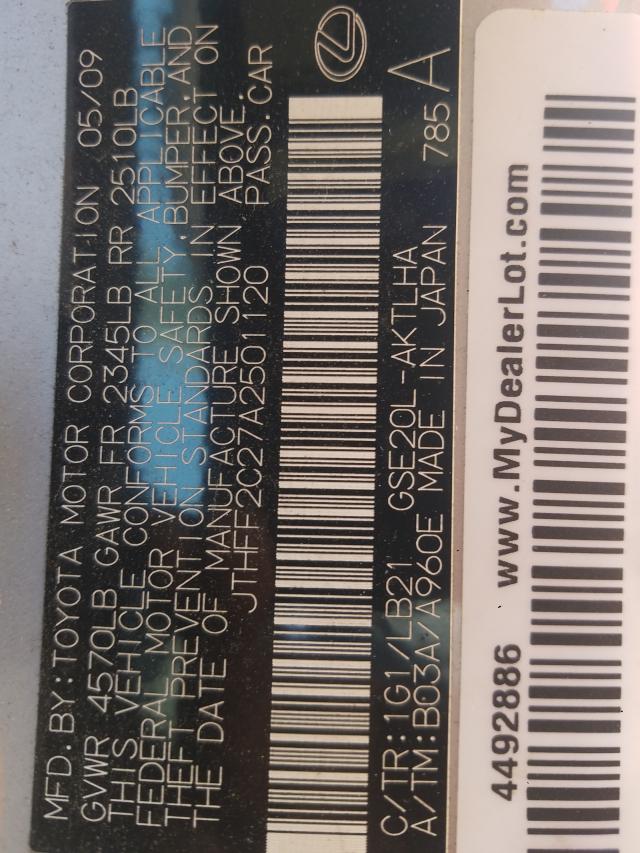 MFD. BY: TOYOTA MOTOR CORPORATION 05/09
GVWR 4570LB GAWR FR 2345LB RR 2510LB
THIS VEHICLE CONFORMS TO ALL APPLICABLE
FEDERAL MOTOR VEHICLE SAFETY, BUMPER, AND
THEFT PREVENTION STANDARDS IN EFFECT ON
THE DATE OF MANUFACTURE SHOWN ABOVE.
JTHFF2C27A2501120 PASS. CAR
C/TR: 1G1/LB21 GSE20L-AKTLHA
A/TM: B03A/A960E MADE IN JAPAN 785 A
4492886 www.MyDealerLot.com